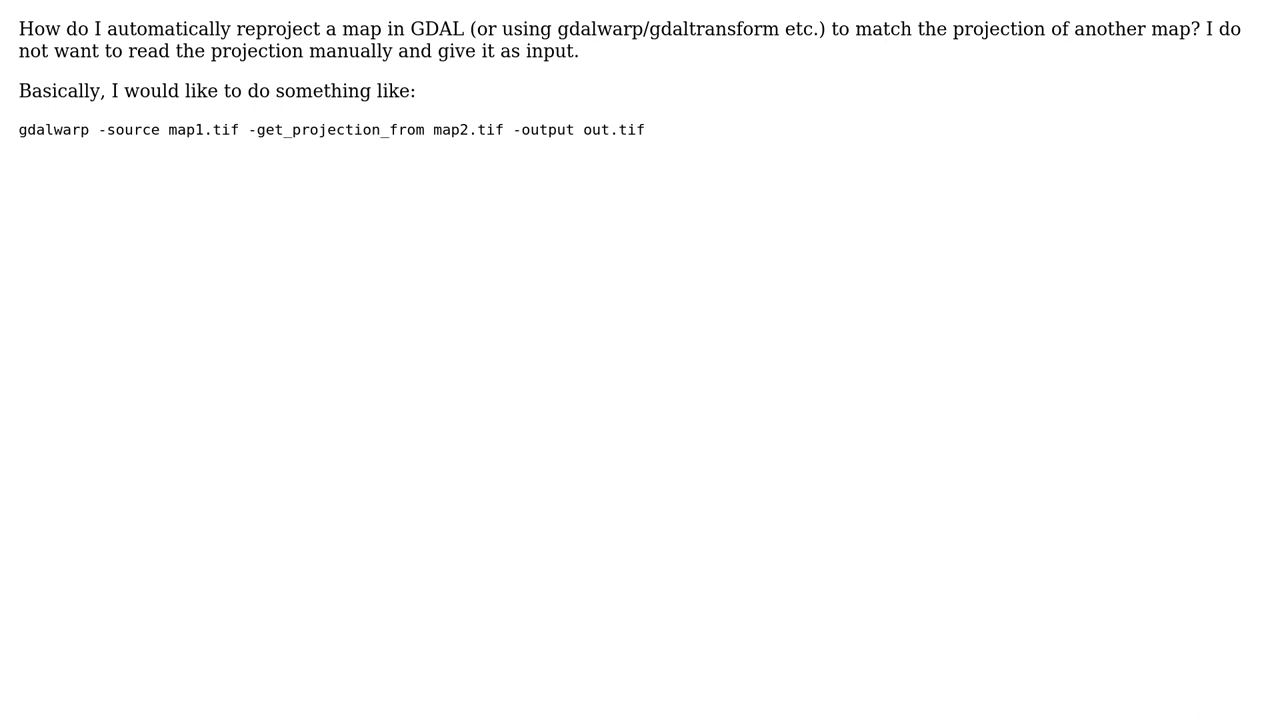 How do I automatically reproject a map in GDAL (or using gdalwarp/gdaltransform etc.) to match the projection of another map? I do
not want to read the projection manually and give it as input.
Basically, I would like to do something like:
gdalwarp -source map1.tif -get_projection_from map2.tif -output out.tif